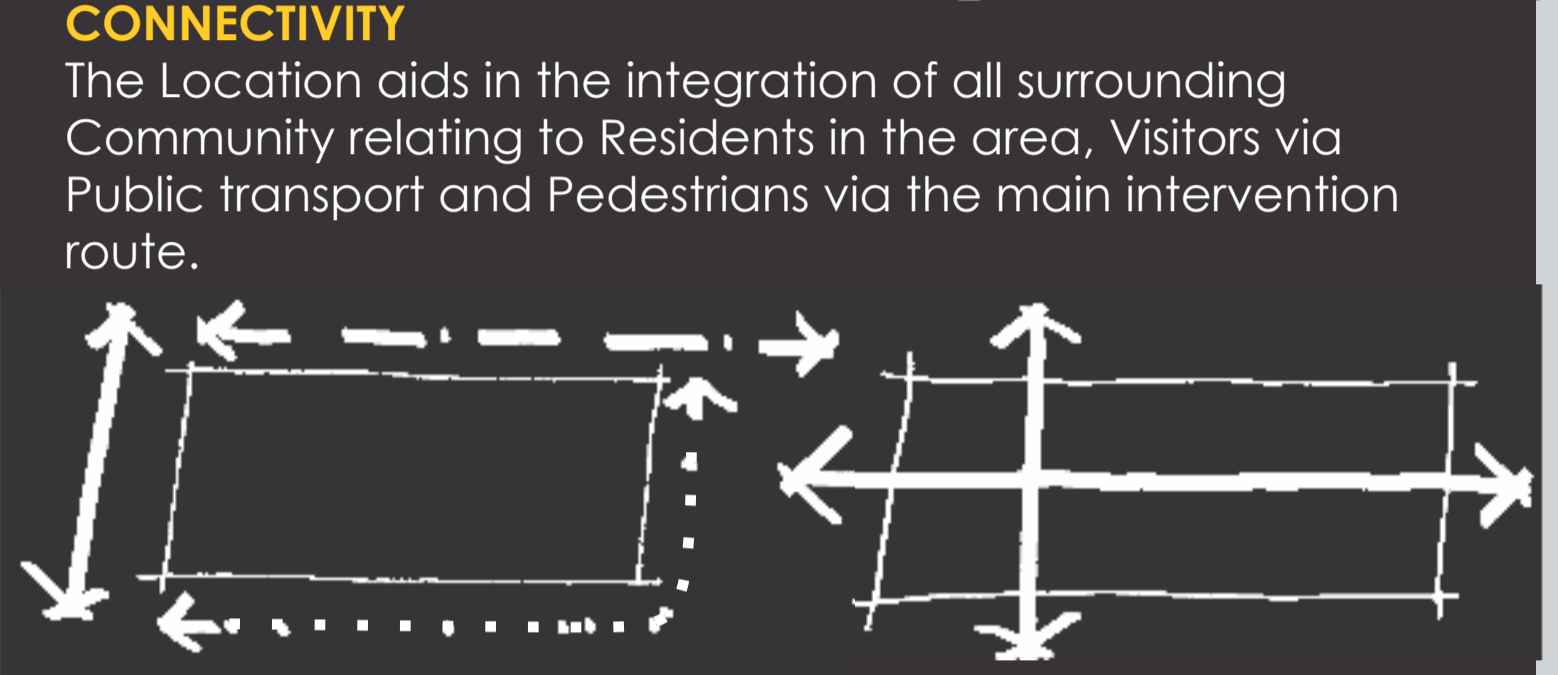 CONNECTIVITY
The Location aids in the integration of all surrounding
Community relating to Residents in the area, Visitors via
Public transport and Pedestrians via the main intervention
route.